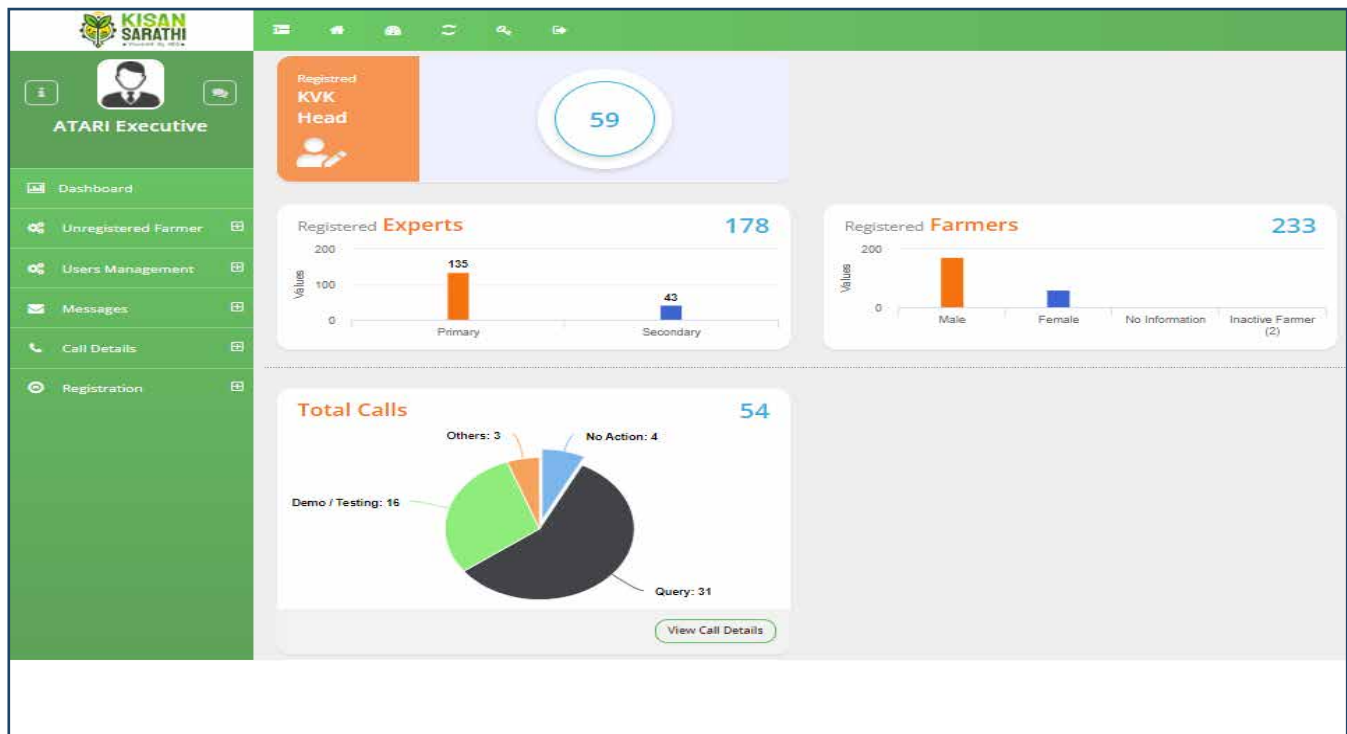 KISAN
SARATHI
ATARI Executive
Dashboard
Unregistered Farmer
Users Management
Messages
Call Details
Registration
Registred
KVK
Head
59
Registered Experts 178
200
135
Values
100
43
0
Primary Secondary
Registered Farmers 233
200
Values
0
Male Female No Information Inactive Farmer
(2)
Total Calls 54
Others: 3 No Action: 4
Demo / Testing: 16
Query: 31
View Call Details